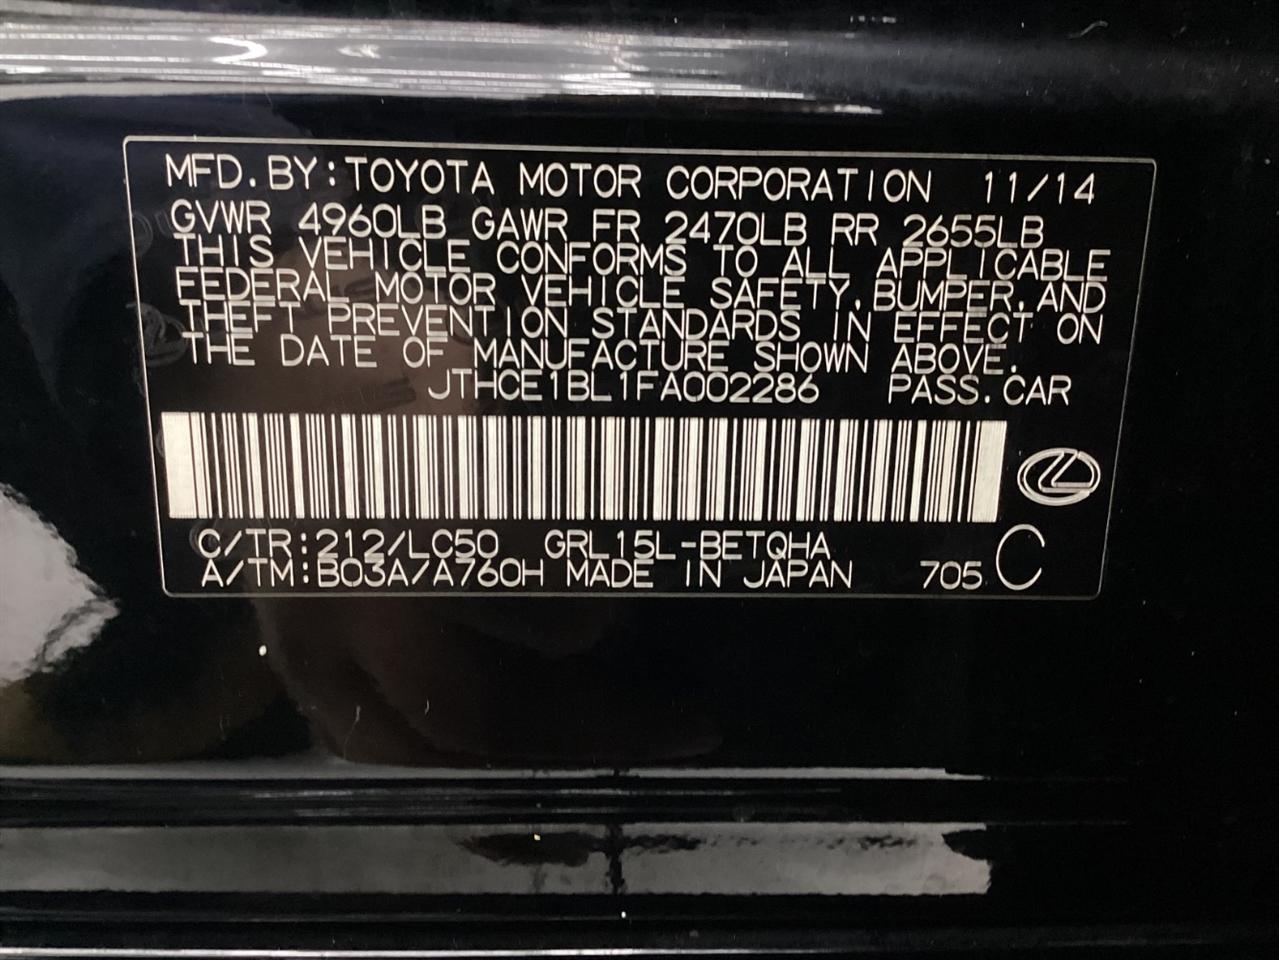 MFD.BY:TOYOTA MOTOR CORPORATION 11/14
GVWR 4960LB GAWR FR 2470LB RR 2655LB
THIS VEHICLE CONFORMS TO ALL APPLICABLE
FEDERAL MOTOR VEHICLE SAFETY,BUMPER,AND
THEFT PREVENTION STANDARDS IN EFFECT ON
THE DATE OF MANUFACTURE SHOWN ABOVE.
JTHCE1BL1FA002286 PASS.CAR
C/TR:212/LC50 GRL15L-BETQHA
A/TM:B03A/A760H MADE IN JAPAN 705 C